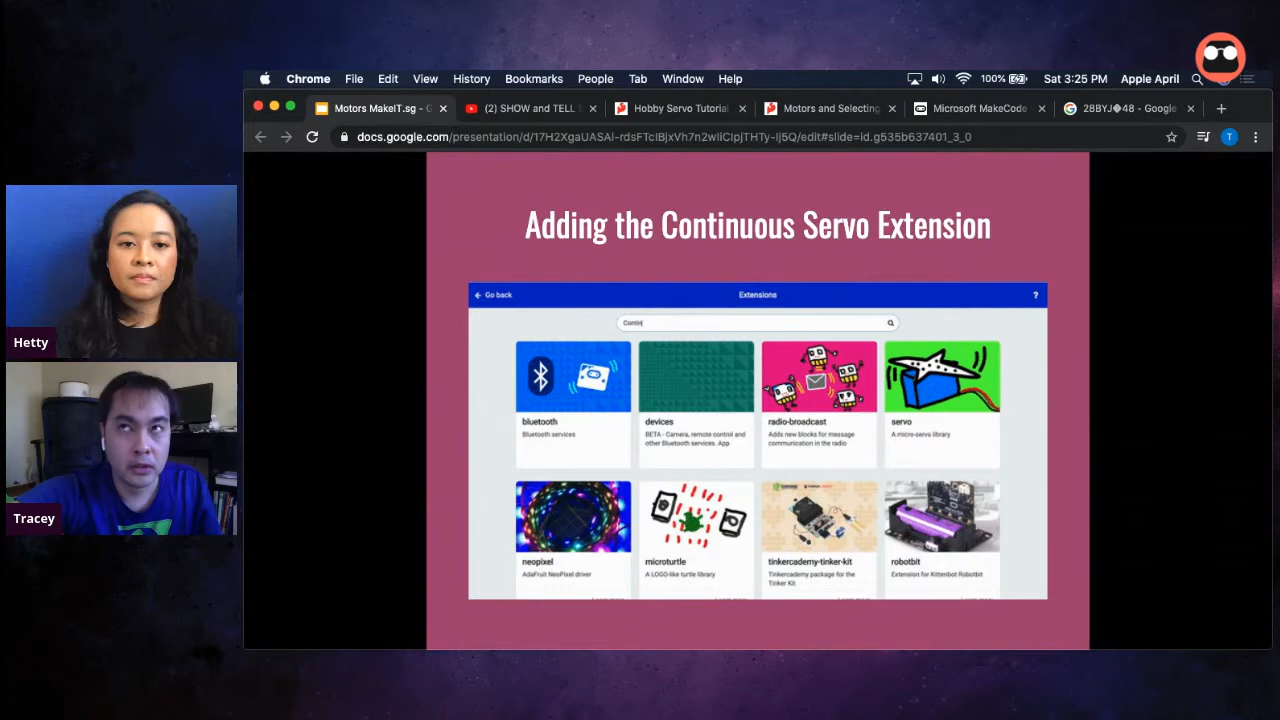 Chrome File Edit View History Bookmarks People Tab Window Help
100%
Sat 3:25 PM Apple April
Motors MakeIT.sg - G
(2) SHOW and TELL S
Hobby Servo Tutorial
Motors and Selecting
Microsoft MakeCode
28BYJ�48 - Google
docs.google.com/presentation/d/17H2XgaUASAl-rdsFTclBjxVh7n2wIiClpjTHTy-Ij5Q/edit#slide=id.g535b637401_3_0
T
Adding the Continuous Servo Extension
Go back
Extensions
?
Contin
bluetooth
Bluetooth services
devices
BETA - Camera, remote control and
other Bluetooth services. App
radio-broadcast
Adds new blocks for message
communication in the radio
servo
A micro-servo library
neopixel
AdaFruit NeoPixel driver
microturtle
A LOGO-like turtle library
tinkercademy-tinker-kit
Tinkercademy package for the
Tinker Kit
robotbit
Extension for Kittenbot Robotbit
Hetty
Tracey